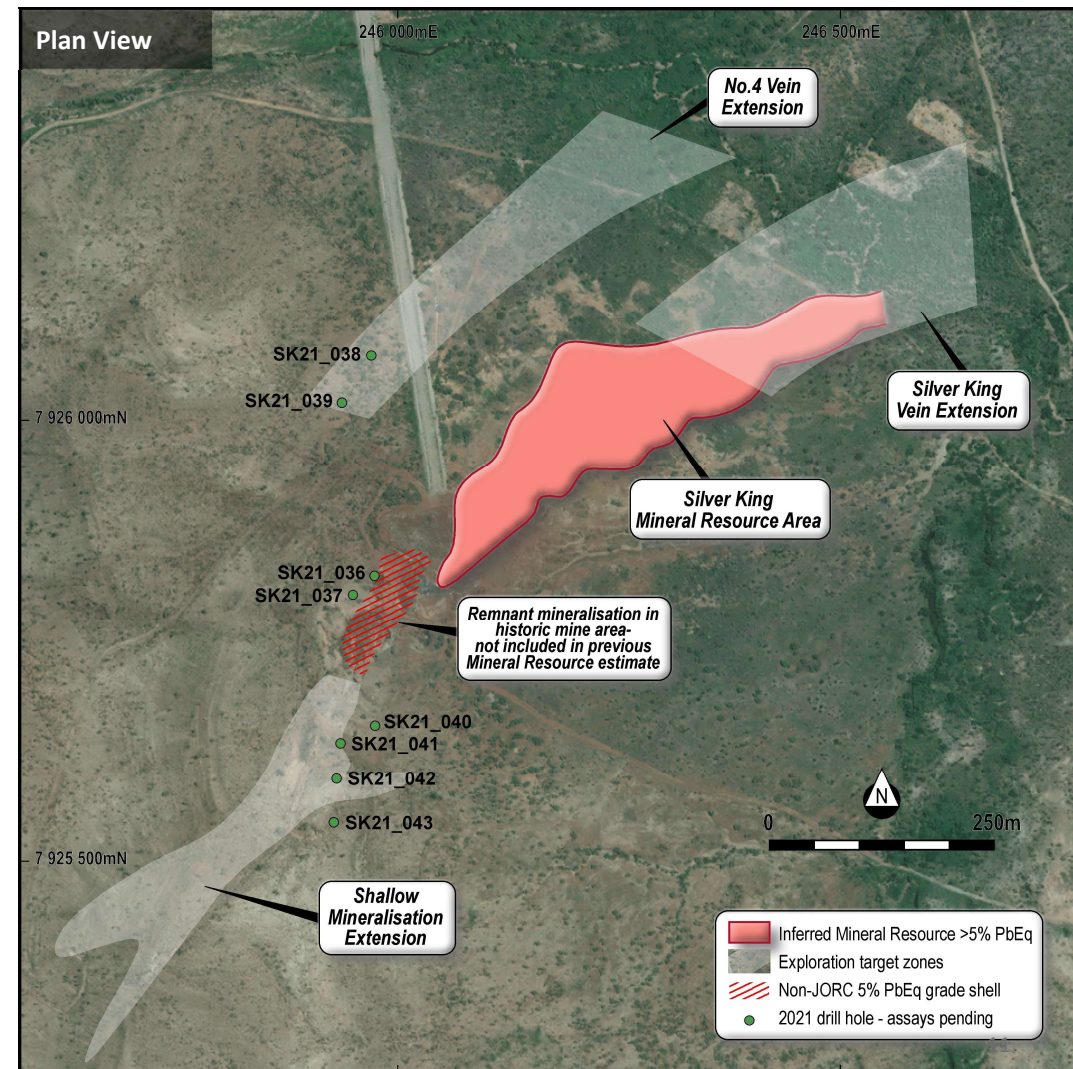 Plan View
246 000mE
246 500mE
No.4 Vein
Extension
SK21_038
SK21_039
7 926 000mN
Silver King
Vein Extension
Silver King
Mineral Resource Area
SK21_036
SK21_037
Remnant mineralisation in
historic mine area-
not included in previous
Mineral Resource estimate
SK21_040
SK21_041
SK21_042
SK21_043
N
0
250m
7 925 500mN
Shallow
Mineralisation
Extension
Inferred Mineral Resource >5% PbEq
Exploration target zones
Non-JORC 5% PbEq grade shell
2021 drill hole - assays pending
11